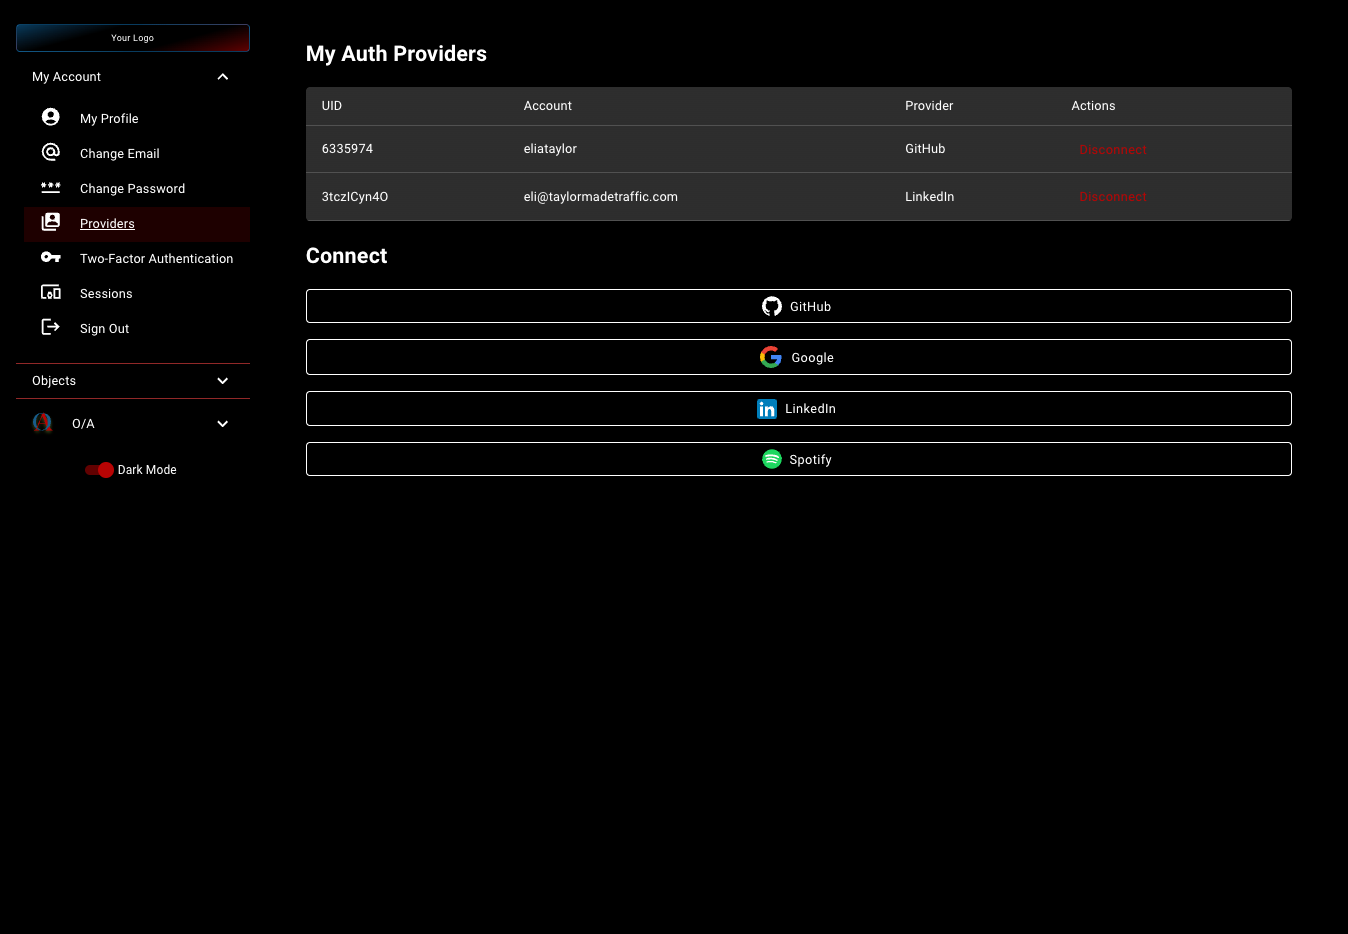 Your Logo
My Account
My Profile
Change Email
Change Password
Providers
Two-Factor Authentication
Sessions
Sign Out
Objects
O/A
Dark Mode
My Auth Providers
UID Account Provider Actions
6335974 eliataylor GitHub Disconnect
3tczICyn4O eli@taylormadetraffic.com LinkedIn Disconnect
Connect
GitHub
Google
LinkedIn
Spotify